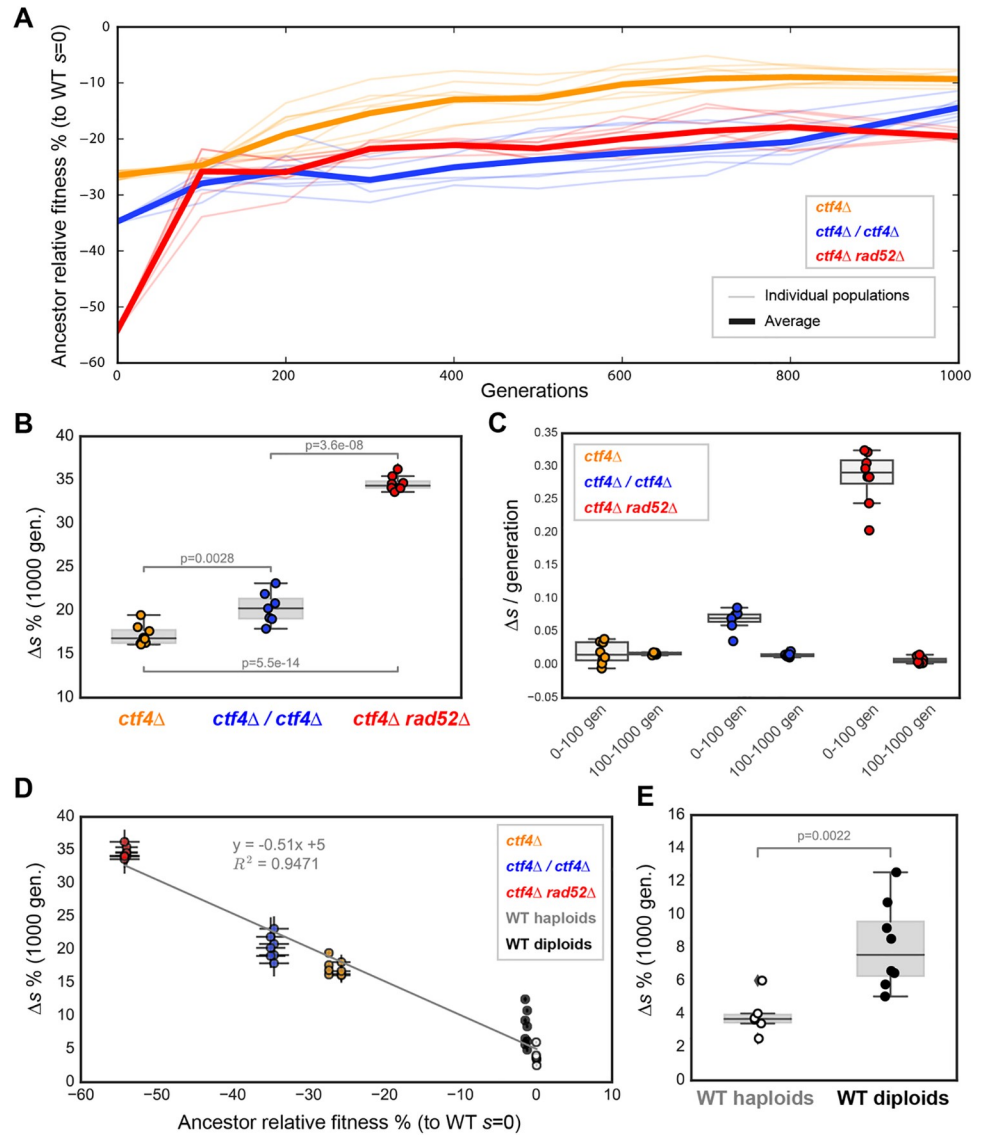 A
Ancestor relative fitness % (to WT s=0)
0
−10
−20
−30
−40
−50
−60
ctf4Δ
ctf4Δ / ctf4Δ
ctf4Δ rad52Δ
Individual populations
Average
0
200
400
600
800
1000
Generations
B
Δs % (1000 gen.)
40
35
30
25
20
15
10
p=3.6e-08
p=0.0028
p=5.5e-14
ctf4Δ
ctf4Δ / ctf4Δ
ctf4Δ rad52Δ
C
Δs / generation
0.35
0.30
0.25
0.20
0.15
0.10
0.05
0.00
−0.05
ctf4Δ
ctf4Δ / ctf4Δ
ctf4Δ rad52Δ
0-100 gen
100-1000 gen
0-100 gen
100-1000 gen
0-100 gen
100-1000 gen
D
Δs % (1000 gen.)
40
35
30
25
20
15
10
5
0
y = -0.51x +5
R² = 0.9471
ctf4Δ
ctf4Δ / ctf4Δ
ctf4Δ rad52Δ
WT haploids
WT diploids
−60
−50
−40
−30
−20
−10
0
10
Ancestor relative fitness % (to WT s=0)
E
Δs % (1000 gen.)
16
14
12
10
8
6
4
2
0
p=0.0022
WT haploids
WT diploids